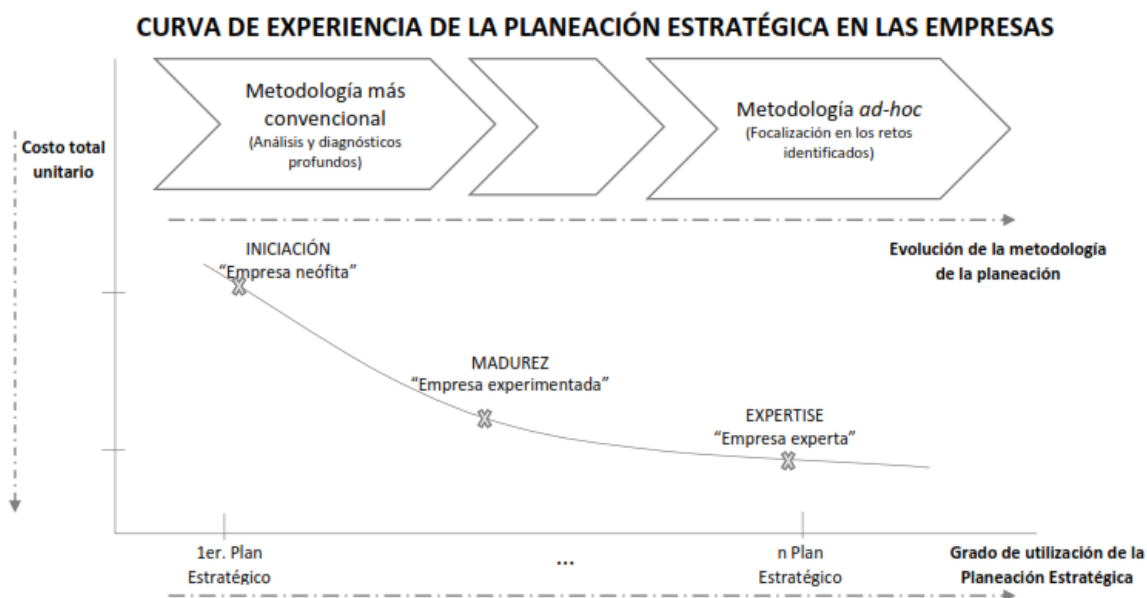 CURVA DE EXPERIENCIA DE LA PLANEACIÓN ESTRATÉGICA EN LAS EMPRESAS
Metodología más
convencional
(Análisis y diagnósticos
profundos)
Metodología ad-hoc
(Focalización en los retos
identificados)
Costo total
unitario
Evolución de la metodología
de la planeación
INICIACIÓN
“Empresa neófita”
MADUREZ
“Empresa experimentada”
EXPERTISE
“Empresa experta”
1er. Plan
Estratégico
...
n Plan
Estratégico
Grado de utilización de la
Planeación Estratégica